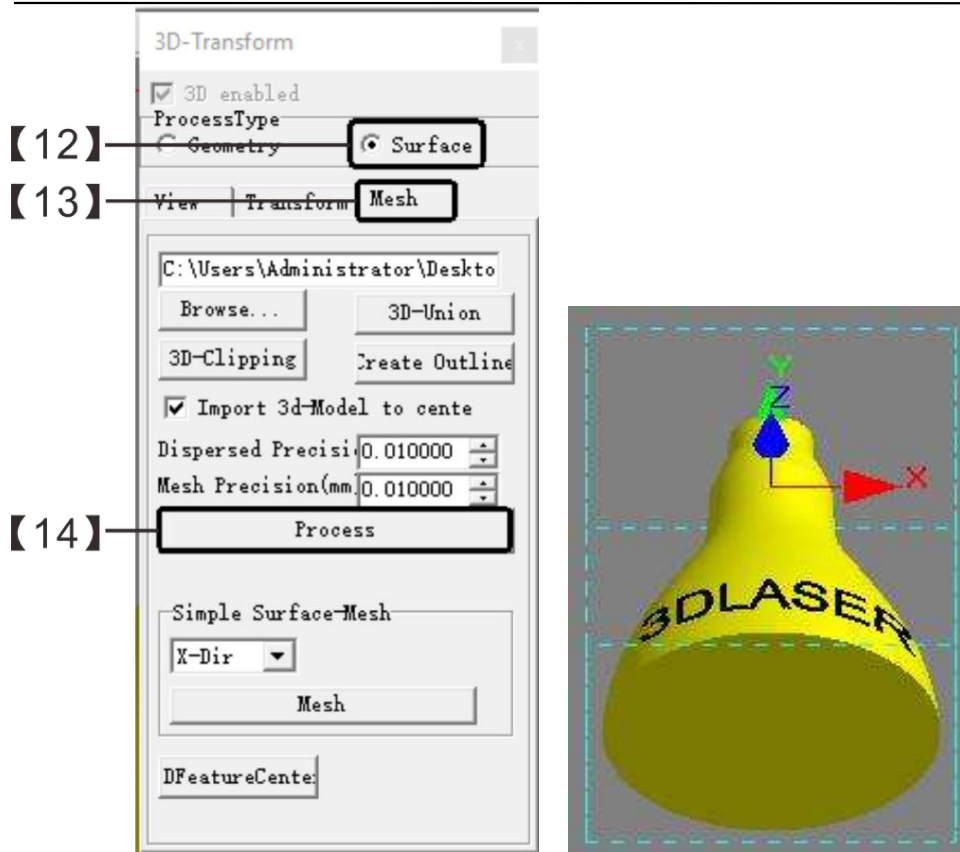 3D-Transform
x
3D enabled
ProcessType
【12】
Geometry
Surface
【13】
View
Transform
Mesh
C:\Users\Administrator\Deskto
Browse...
3D-Union
3D-Clipping
Create Outline
Import 3d-Model to cente
Dispersed Precisi
0.010000
Mesh Precision(mm
0.010000
【14】
Process
Simple Surface-Mesh
X-Dir
Mesh
DFeatureCente
Y
Z
X
3DLASER